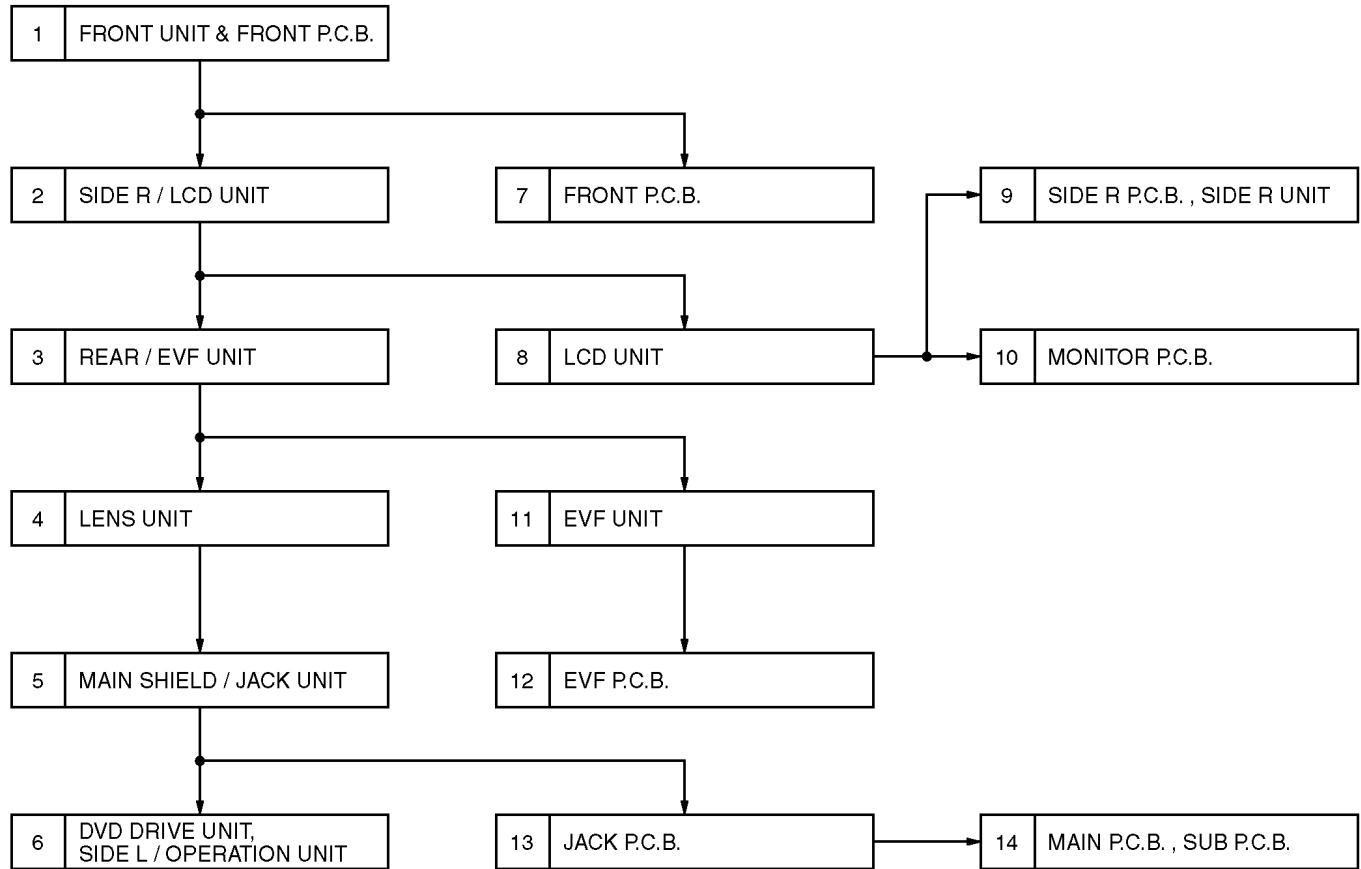 1 FRONT UNIT & FRONT P.C.B.
2 SIDE R / LCD UNIT
7 FRONT P.C.B.
9 SIDE R P.C.B. , SIDE R UNIT
3 REAR / EVF UNIT
8 LCD UNIT
10 MONITOR P.C.B.
4 LENS UNIT
11 EVF UNIT
5 MAIN SHIELD / JACK UNIT
12 EVF P.C.B.
6 DVD DRIVE UNIT,
SIDE L / OPERATION UNIT
13 JACK P.C.B.
14 MAIN P.C.B. , SUB P.C.B.